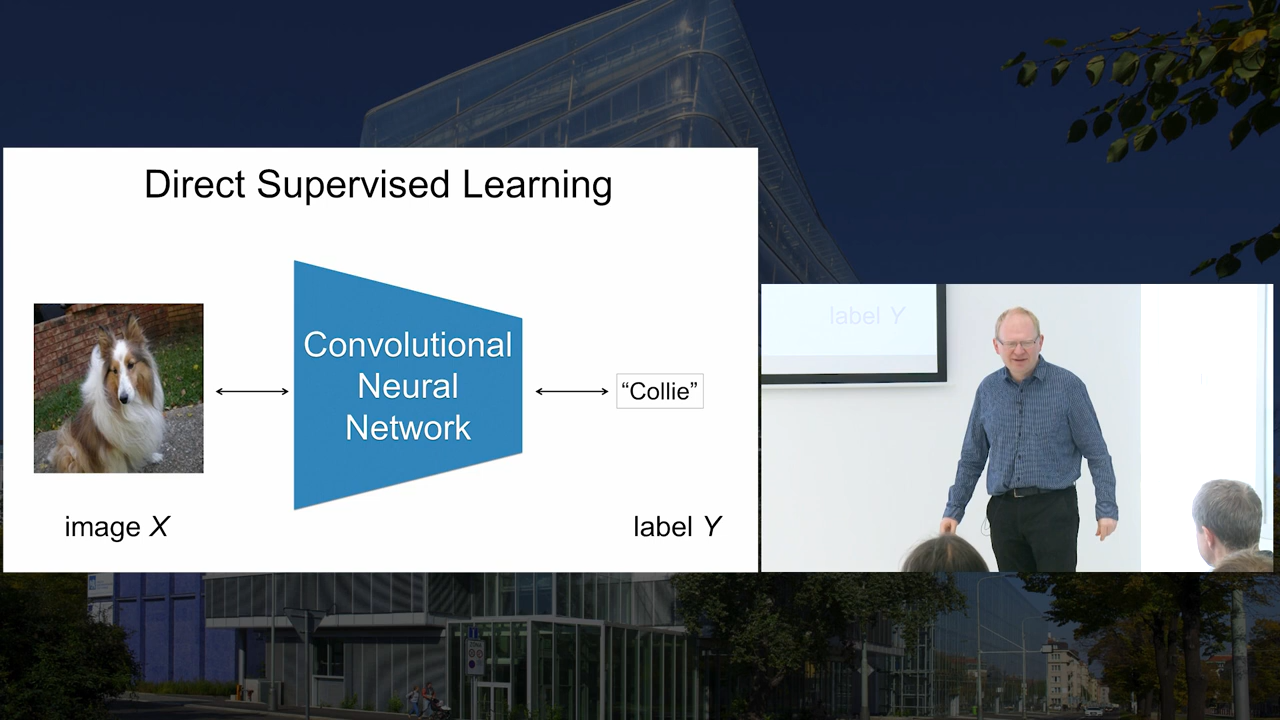 Direct Supervised Learning
Convolutional
Neural
Network
“Collie”
image X
label Y
label Y